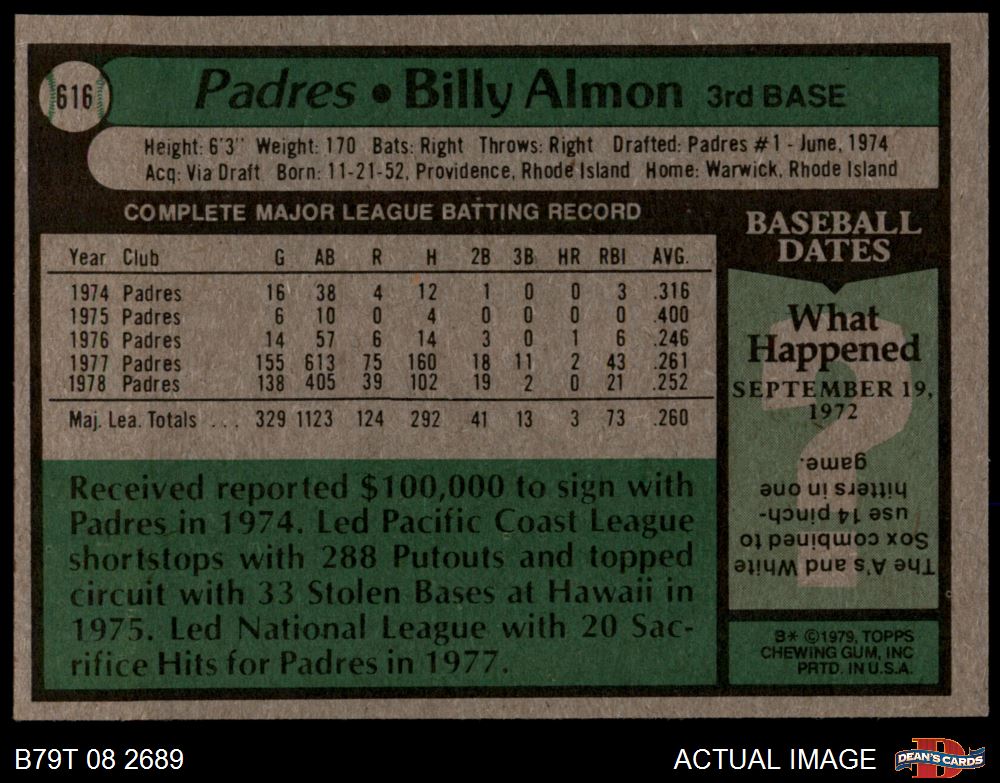 616
Padres • Billy Almon 3rd BASE
Height: 6'3" Weight: 170 Bats: Right Throws: Right Drafted: Padres #1 - June, 1974
Acq: Via Draft Born: 11-21-52, Providence, Rhode Island Home: Warwick, Rhode Island
COMPLETE MAJOR LEAGUE BATTING RECORD
Year Club G AB R H 2B 3B HR RBI AVG.
1974 Padres 16 38 4 12 1 0 0 3 .316
1975 Padres 6 10 0 4 0 0 0 0 .400
1976 Padres 14 57 6 14 3 0 1 6 .246
1977 Padres 155 613 75 160 18 11 2 43 .261
1978 Padres 138 405 39 102 19 2 0 21 .252
Maj. Lea. Totals ... 329 1123 124 292 41 13 3 73 .260
Received reported $100,000 to sign with
Padres in 1974. Led Pacific Coast League
shortstops with 288 Putouts and topped
circuit with 33 Stolen Bases at Hawaii in
1975. Led National League with 20 Sac-
rifice Hits for Padres in 1977.
BASEBALL
DATES
What
Happened
SEPTEMBER 19,
1972
?
The A's and White
Sox combined to
use 14 pinch-
hitters in one
game.
B* ©1979, TOPPS
CHEWING GUM, INC
PRTD. IN U.S.A.
B79T 08 2689
ACTUAL IMAGE
D
DEAN'S CARDS